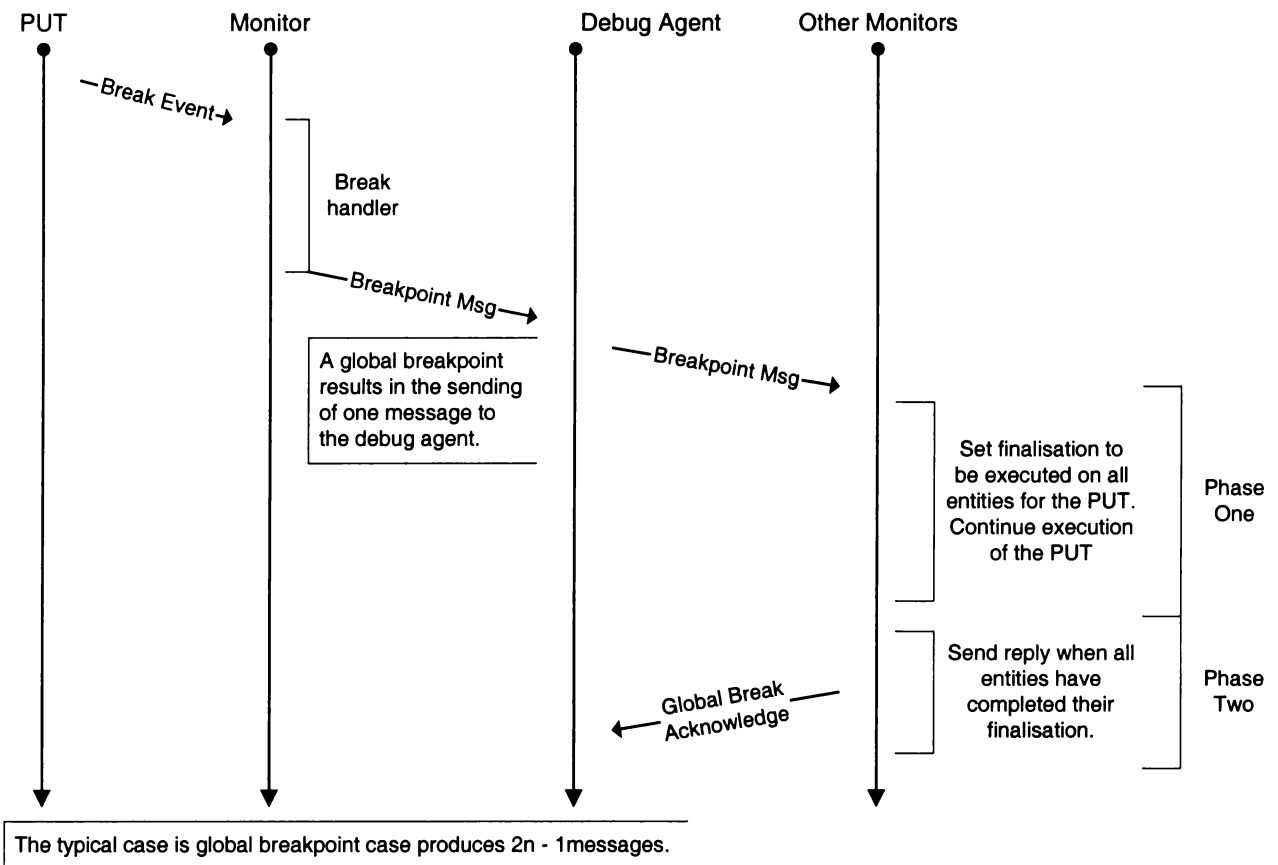 PUT
Monitor
Debug Agent
Other Monitors
Break Event
Break
handler
Breakpoint Msg
A global breakpoint
results in the sending
of one message to
the debug agent.
Breakpoint Msg
Set finalisation to
be executed on all
entities for the PUT.
Continue execution
of the PUT
Phase
One
Send reply when all
entities have
completed their
finalisation.
Global Break
Acknowledge
Phase
Two
The typical case is global breakpoint case produces 2n - 1messages.